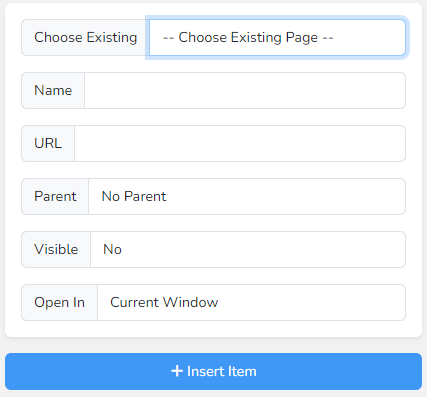 Choose Existing -- Choose Existing Page --
Name
URL
Parent No Parent
Visible No
Open In Current Window
+ Insert Item